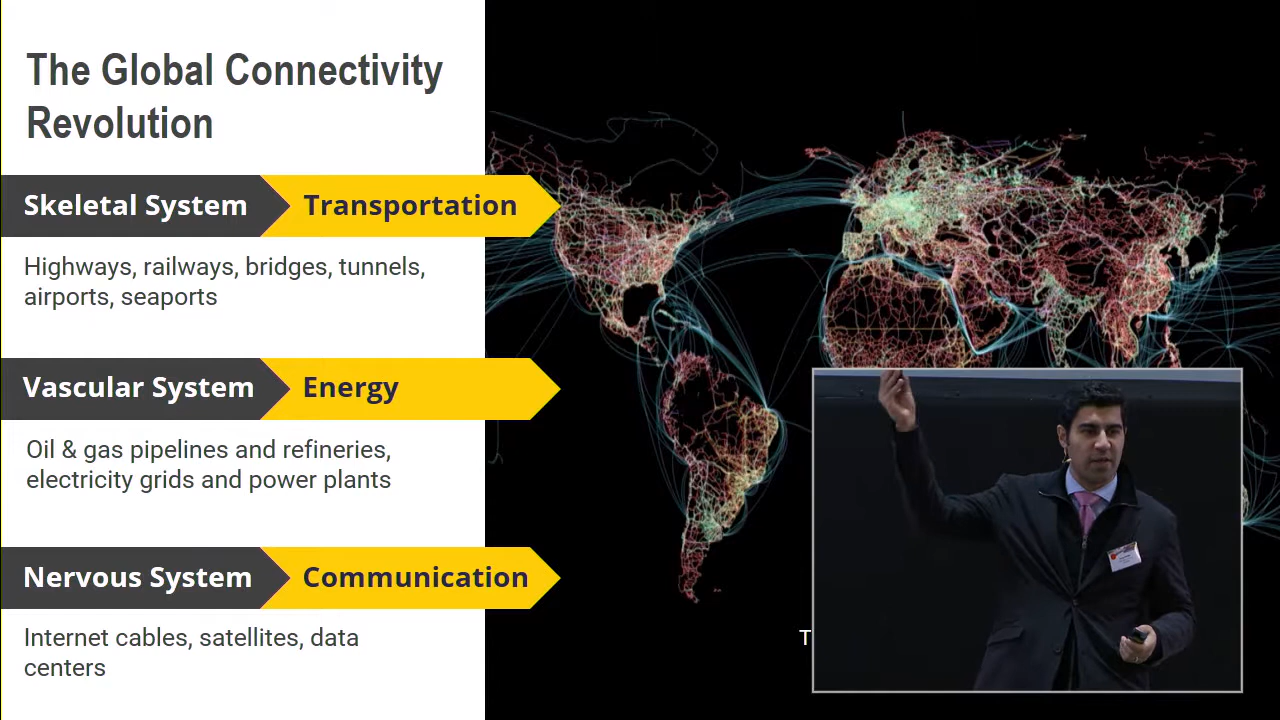 The Global Connectivity
Revolution
Skeletal System
Transportation
Highways, railways, bridges, tunnels,
airports, seaports
Vascular System
Energy
Oil & gas pipelines and refineries,
electricity grids and power plants
Nervous System
Communication
Internet cables, satellites, data
centers